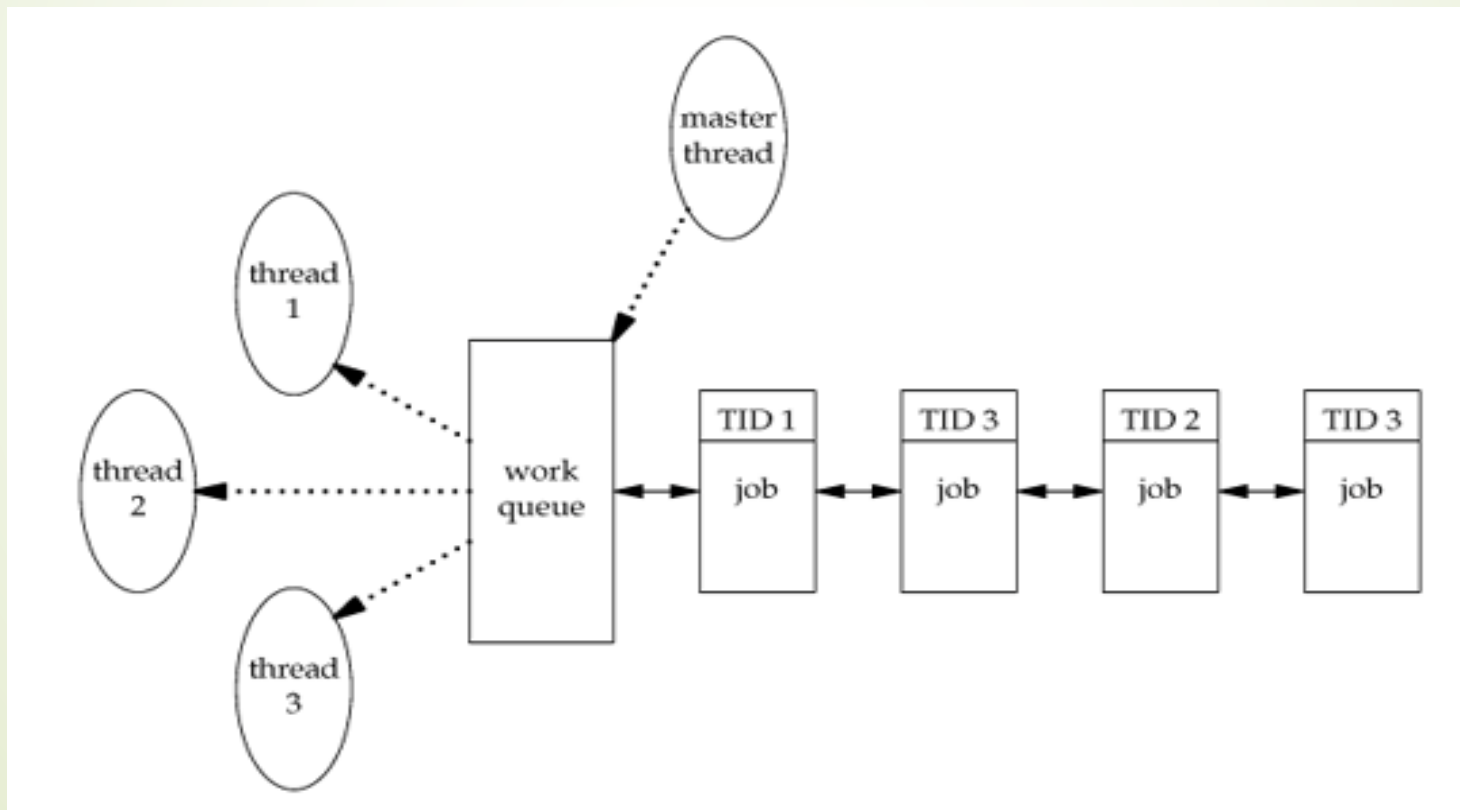 master
thread
thread
1
thread
2
thread
3
work
queue
TID 1
job
TID 3
job
TID 2
job
TID 3
job